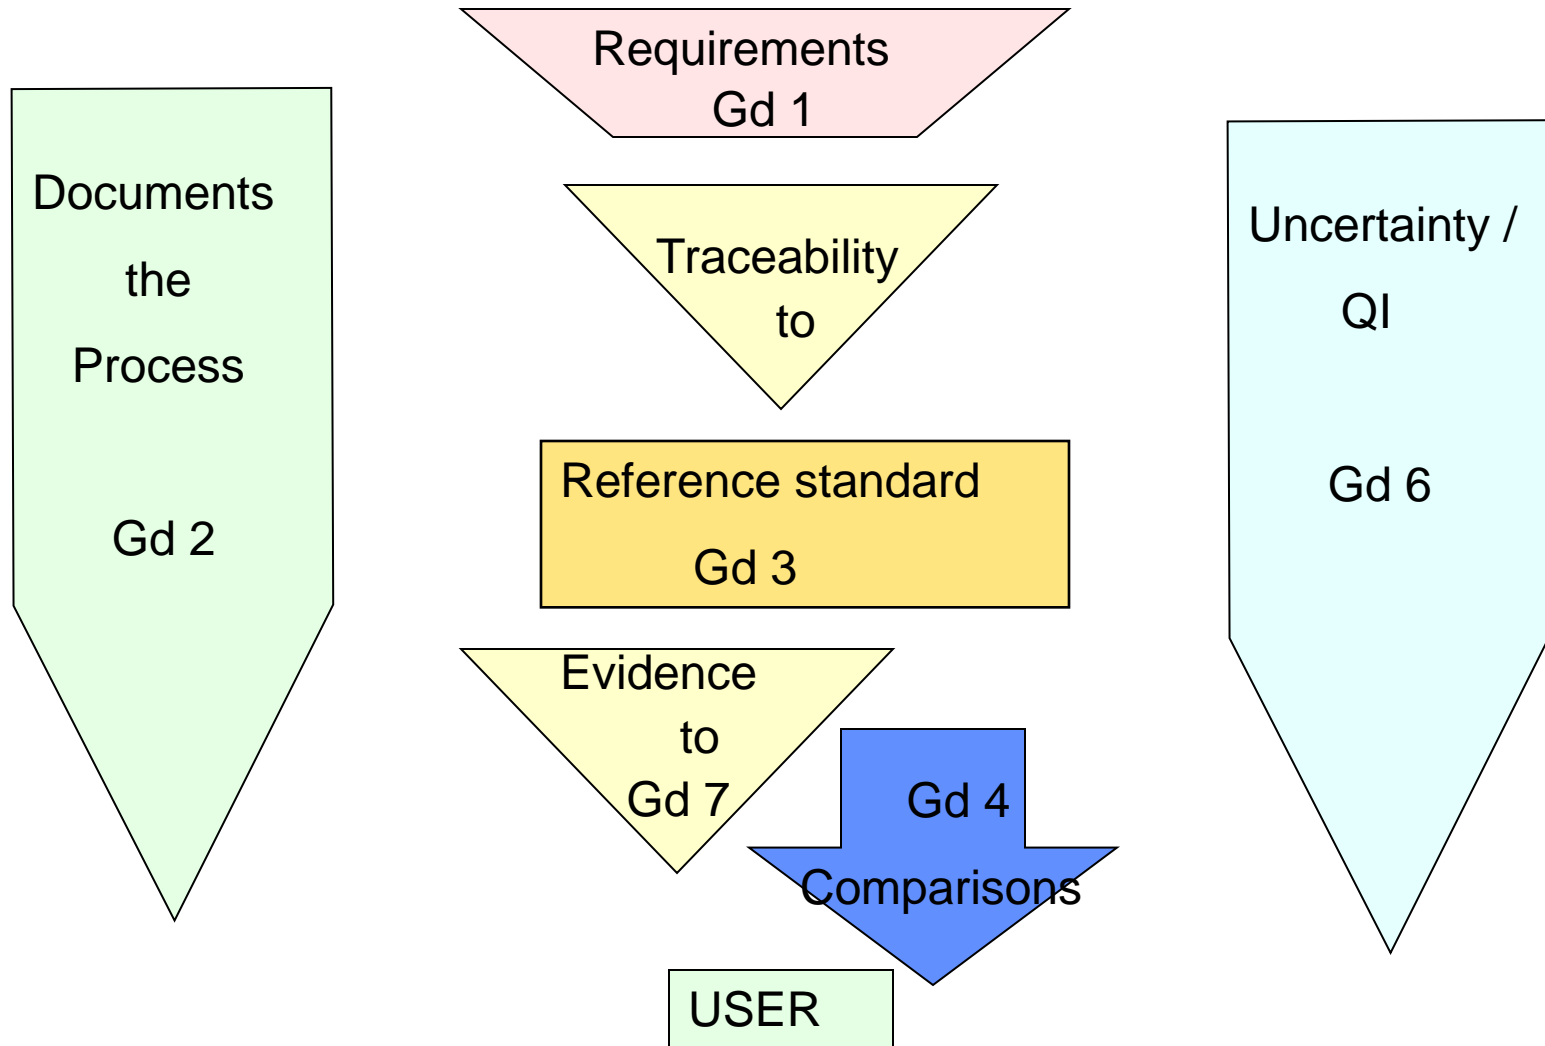 Requirements
Gd 1
Documents
the
Process
Gd 2
Traceability
to
Uncertainty /
QI
Gd 6
Reference standard
Gd 3
Evidence
to
Gd 7
Gd 4
Comparisons
USER